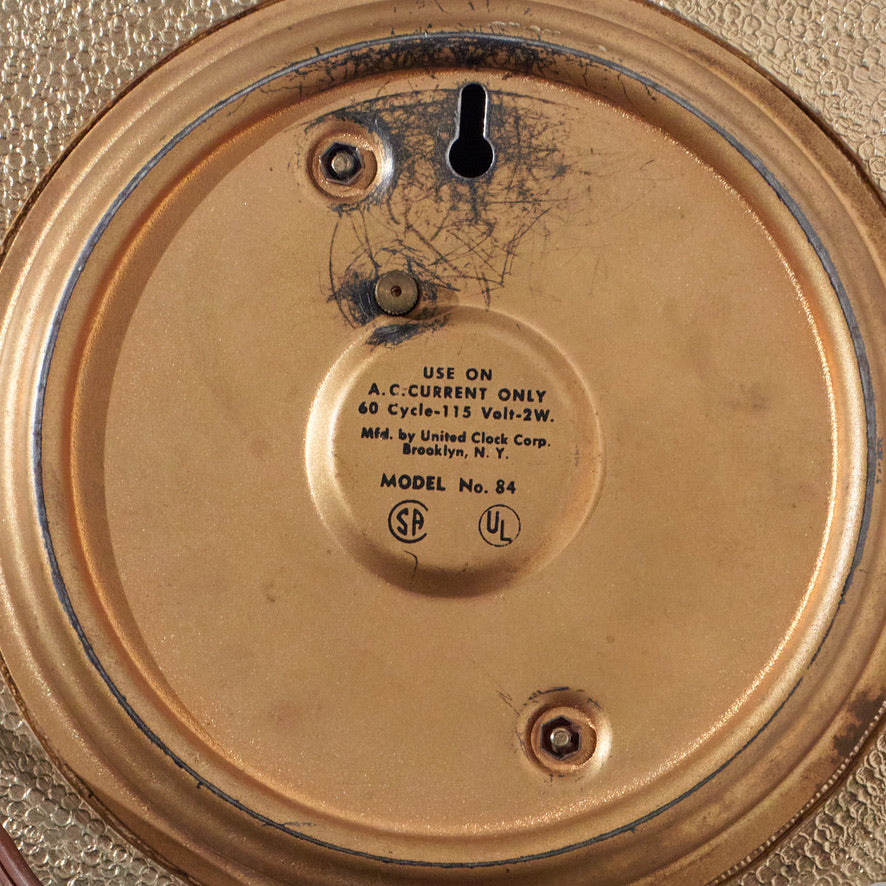 USE ON
A.C.CURRENT ONLY
60 Cycle-115 Volt-2W.
Mfd. by United Clock Corp.
Brooklyn, N. Y.
MODEL No. 84
SA UL